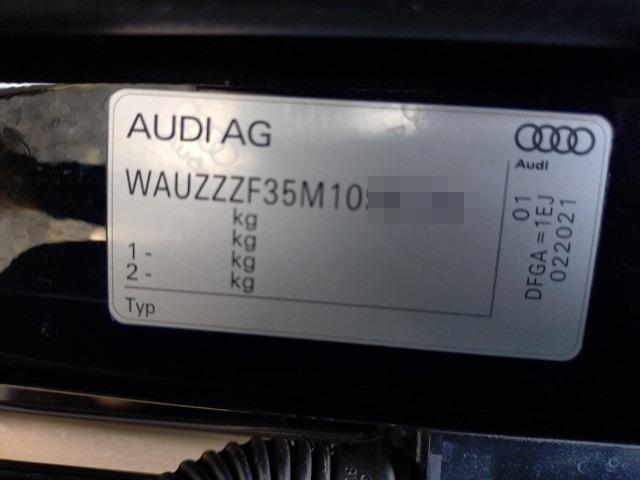 AUDI AG
Audi
WAUZZZF35M10
kg
kg
1 - kg
2 - kg
Typ
01
DFGA = 1EJ
022021